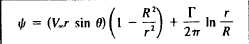 ψ = (V∞r sin θ)(1 − R²/r²) + Γ/2π ln r/R